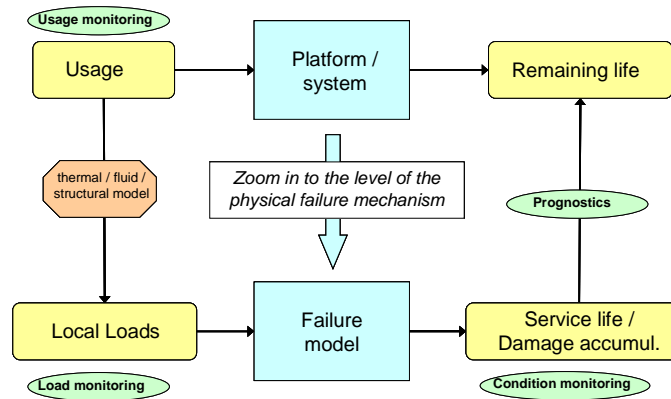 Usage monitoring
Usage
Platform /
system
Remaining life
thermal / fluid /
structural model
Zoom in to the level of the
physical failure mechanism
Prognostics
Local Loads
Failure
model
Service life /
Damage accumul.
Load monitoring
Condition monitoring